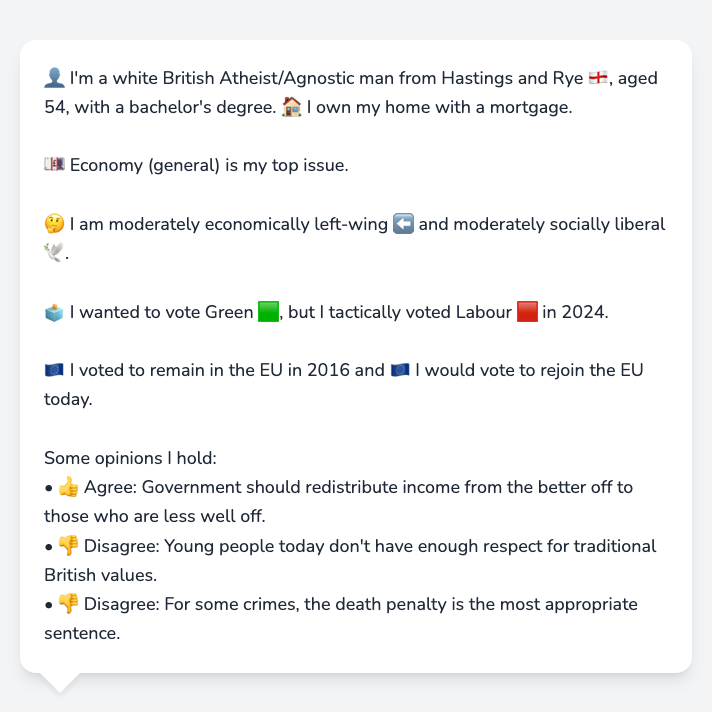 👤 I'm a white British Atheist/Agnostic man from Hastings and Rye 🏴󠁧󠁢󠁥󠁮󠁧󠁿, aged
54, with a bachelor's degree. 🏠 I own my home with a mortgage.
💷 Economy (general) is my top issue.
🤔 I am moderately economically left-wing ⬅️ and moderately socially liberal
🕊️.
🗳️ I wanted to vote Green 🟩, but I tactically voted Labour 🟥 in 2024.
🇪🇺 I voted to remain in the EU in 2016 and 🇪🇺 I would vote to rejoin the EU
today.
Some opinions I hold:
• 👍 Agree: Government should redistribute income from the better off to
those who are less well off.
• 👎 Disagree: Young people today don't have enough respect for traditional
British values.
• 👎 Disagree: For some crimes, the death penalty is the most appropriate
sentence.